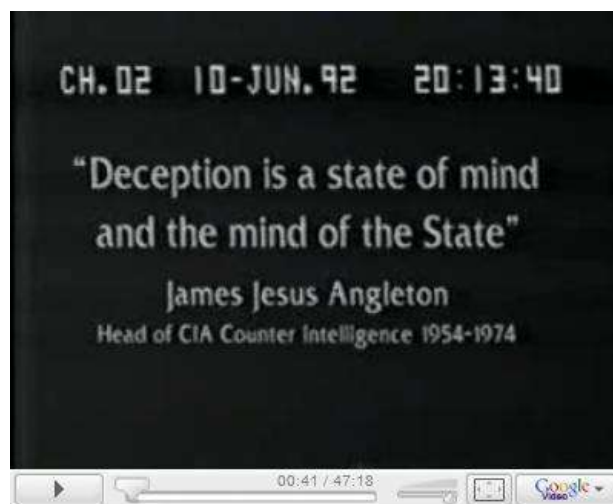 CH.02 10-JUN.92 20:13:40
“Deception is a state of mind
and the mind of the State”
James Jesus Angleton
Head of CIA Counter Intelligence 1954-1974
00:41 / 47:18
Google
Video